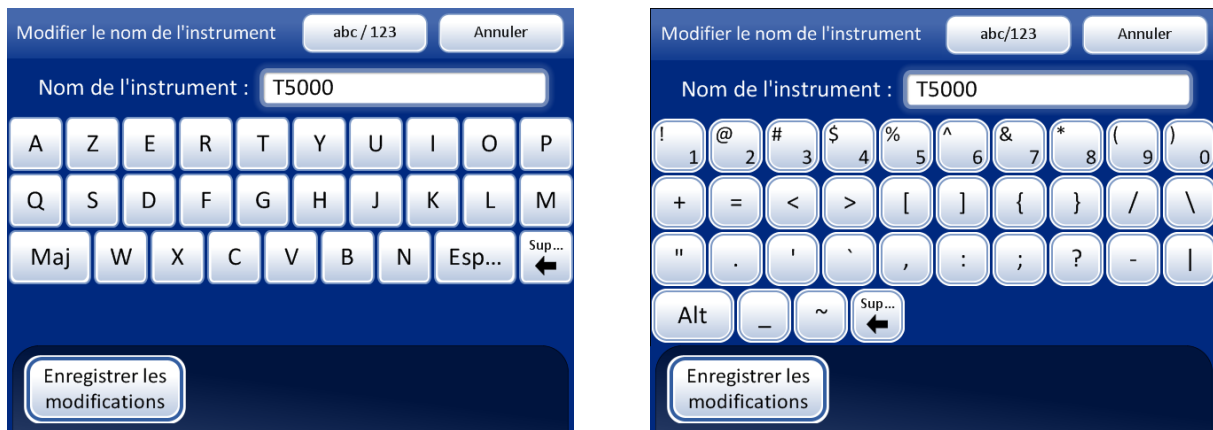 Modifier le nom de l'instrument abc / 123 Annuler
Nom de l'instrument : T5000
A Z E R T Y U I O P
Q S D F G H J K L M
Maj W X C V B N Esp... Sup...
Enregistrer les
modifications
Modifier le nom de l'instrument abc/123 Annuler
Nom de l'instrument : T5000
! 1 @ 2 # 3 $ 4 % 5 ^ 6 & 7 * 8 ( 9 ) 0
+ = < > [ ] { } / \
" . ' ` , : ; ? - |
Alt _ ~ Sup...
Enregistrer les
modifications